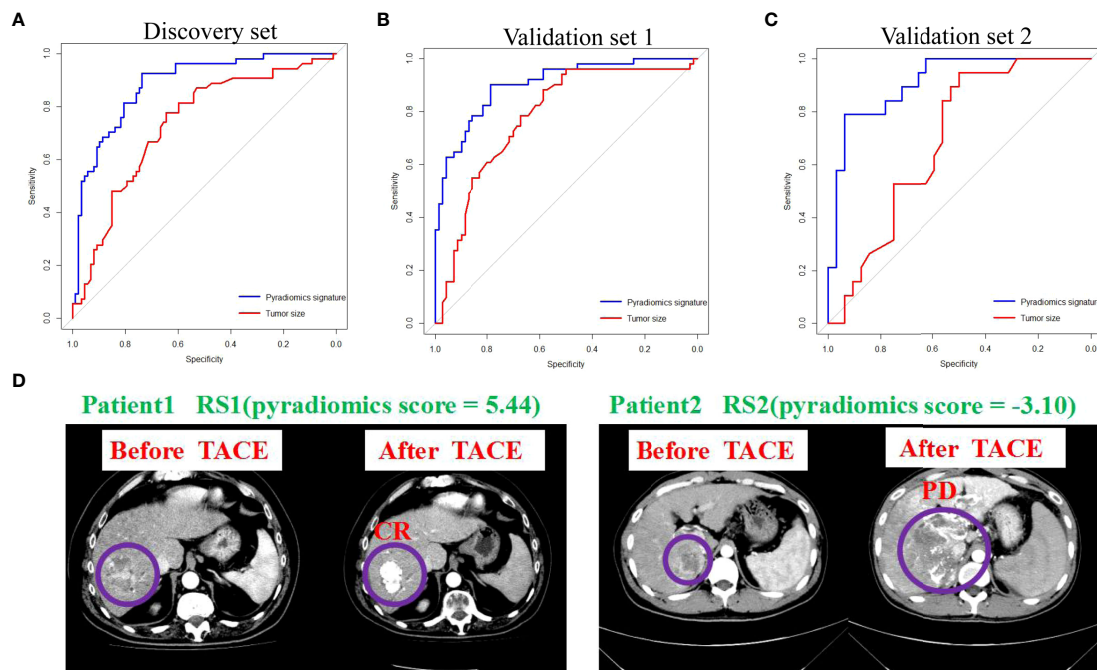 A
Discovery set
1.0
0.8
0.6
0.4
0.2
0.0
Sensitivity
Pyradiomics signature
Tumor size
1.0 0.8 0.6 0.4 0.2 0.0
Specificity
B
Validation set 1
1.0
0.8
0.6
0.4
0.2
0.0
Sensitivity
Pyradiomics signature
Tumor size
1.0 0.8 0.6 0.4 0.2 0.0
Specificity
C
Validation set 2
1.0
0.8
0.6
0.4
0.2
0.0
Sensitivity
Pyradiomics signature
Tumor size
1.0 0.8 0.6 0.4 0.2 0.0
Specificity
D
Patient1 RS1(pyradiomics score = 5.44)
Before TACE
After TACE
CR
Patient2 RS2(pyradiomics score = -3.10)
Before TACE
After TACE
PD